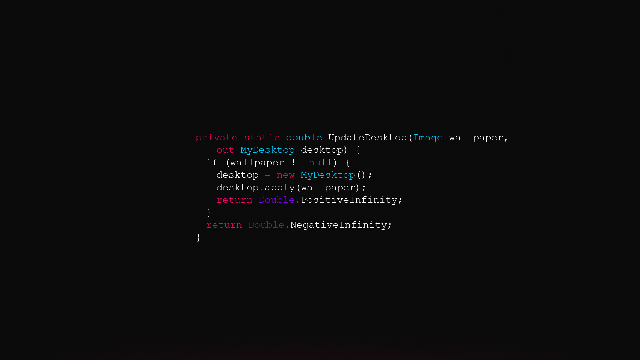 private static double UpdateDesktop(Image wallpaper,
out MyDesktop desktop) {
if (wallpaper != null) {
desktop = new MyDesktop();
desktop.apply(wallpaper);
return Double.PositiveInfinity;
}
return Double.NegativeInfinity;
}